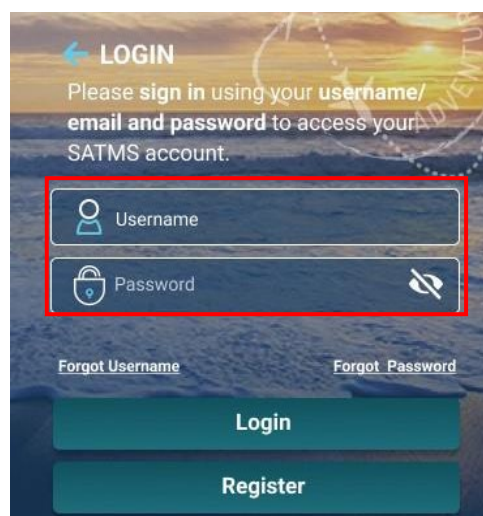 LOGIN
Please sign in using your username/
email and password to access your
SATMS account.
Username
Password
Forgot Username
Forgot Password
Login
Register
ADVENTUR